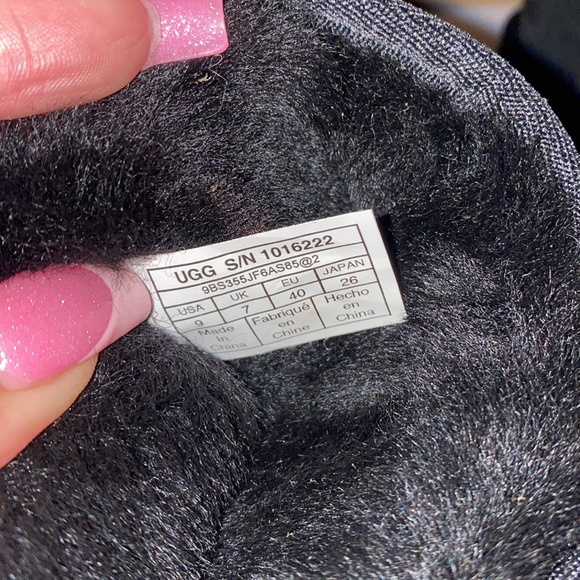 UGG S/N 1016222
9BS355JF6AS85@2
USA UK EU JAPAN
9 7 40 26
Made Fabriqué Hecho
in en en
China Chine China